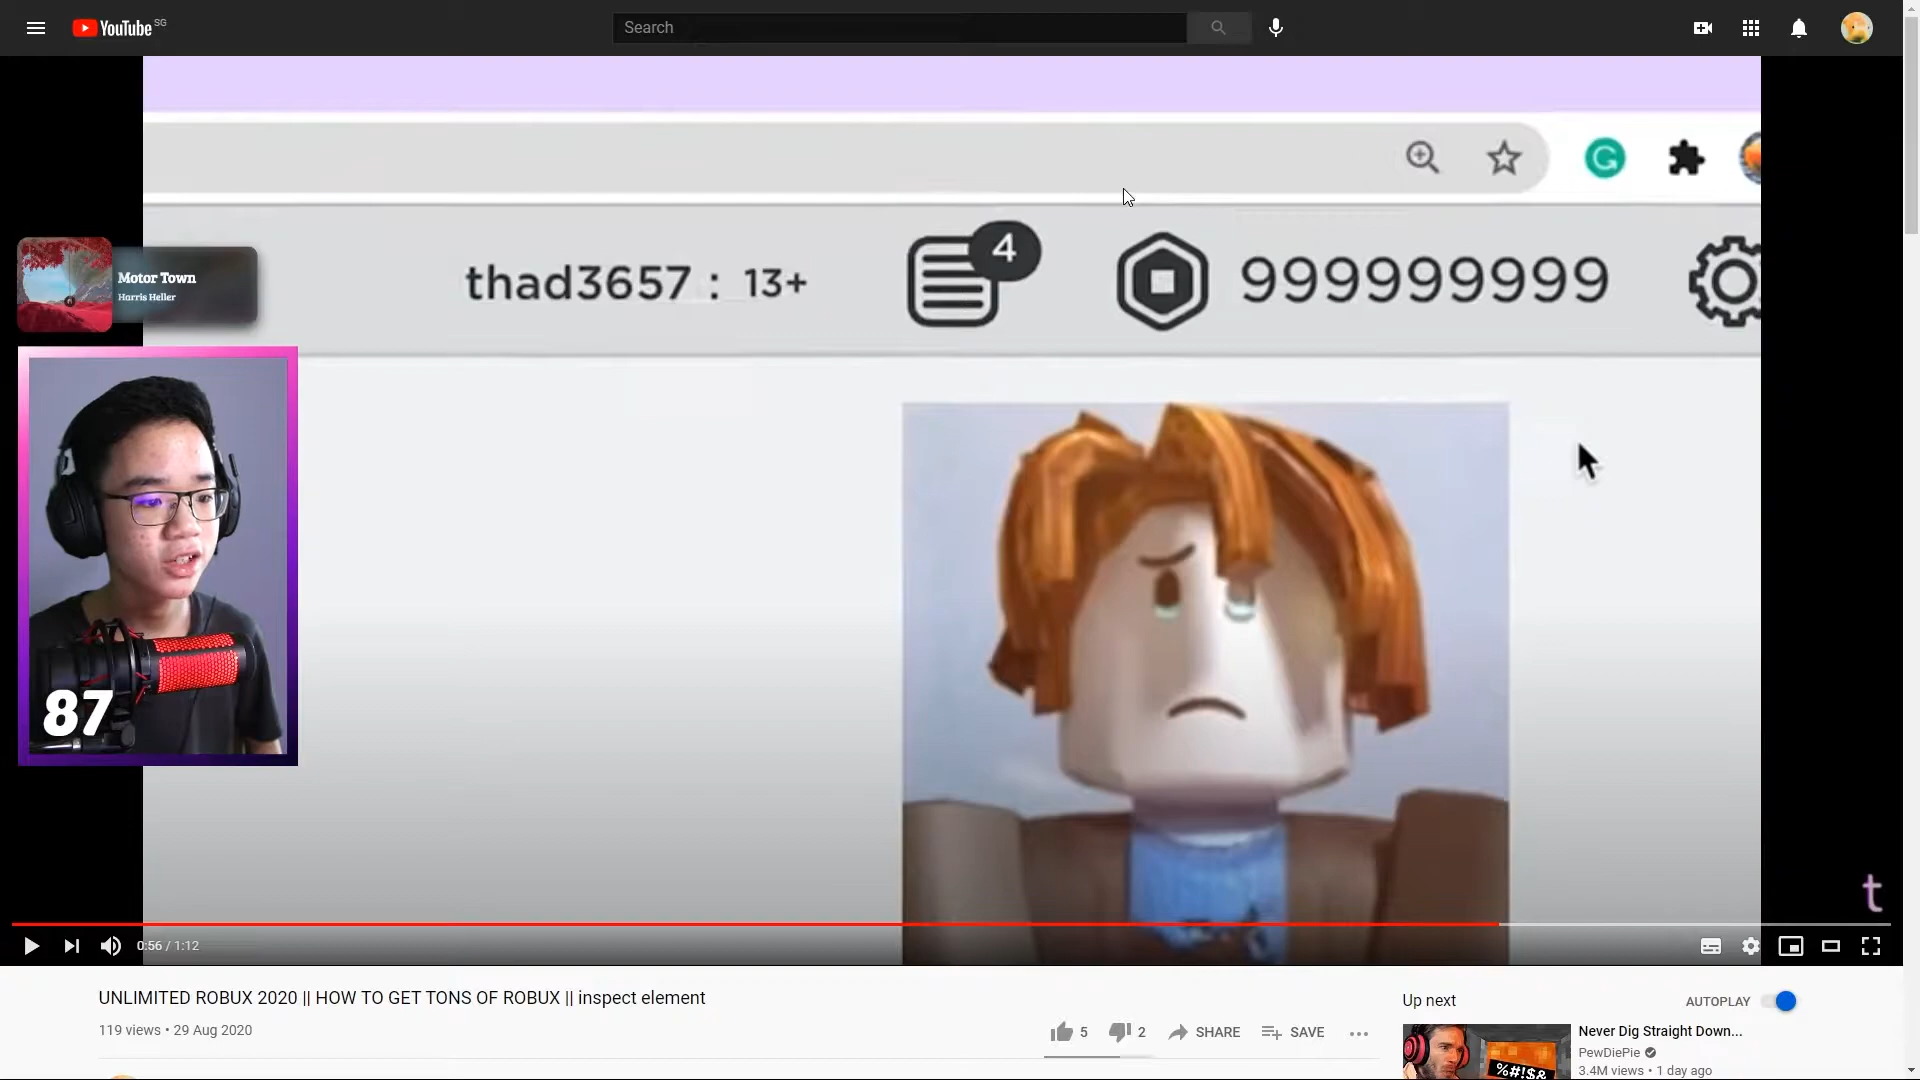 YouTube SG
Search
thad3657 : 13+
4
999999999
Motor Town
Harris Heller
87
t
0:56 / 1:12
UNLIMITED ROBUX 2020 || HOW TO GET TONS OF ROBUX || inspect element
119 views • 29 Aug 2020
5
2
SHARE
SAVE
Up next
AUTOPLAY
Never Dig Straight Down...
PewDiePie
3.4M views • 1 day ago
%#!$&